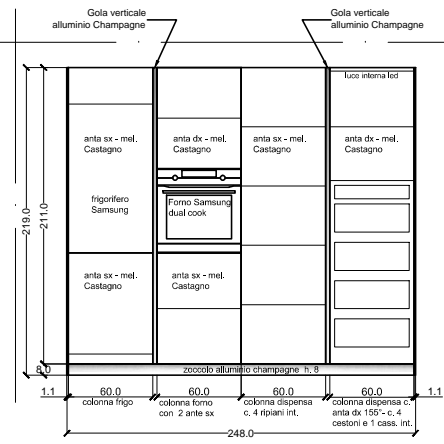 Gola verticale
alluminio Champagne
Gola verticale
alluminio Champagne
luce interna led
anta sx - mel.
Castagno
anta dx - mel.
Castagno
anta sx - mel.
Castagno
anta dx - mel.
Castagno
frigorifero
Samsung
Forno Samsung
dual cook
anta sx - mel.
Castagno
anta sx - mel.
Castagno
219.0
211.0
8.0
zoccolo alluminio champagne h. 8
1.1
60.0
60.0
60.0
60.0
1.1
colonna frigo
colonna forno
con 2 ante sx
colonna dispensa
c. 4 ripiani int.
colonna dispensa c.
anta dx 155°- c. 4
cestoni e 1 cass. int.
248.0